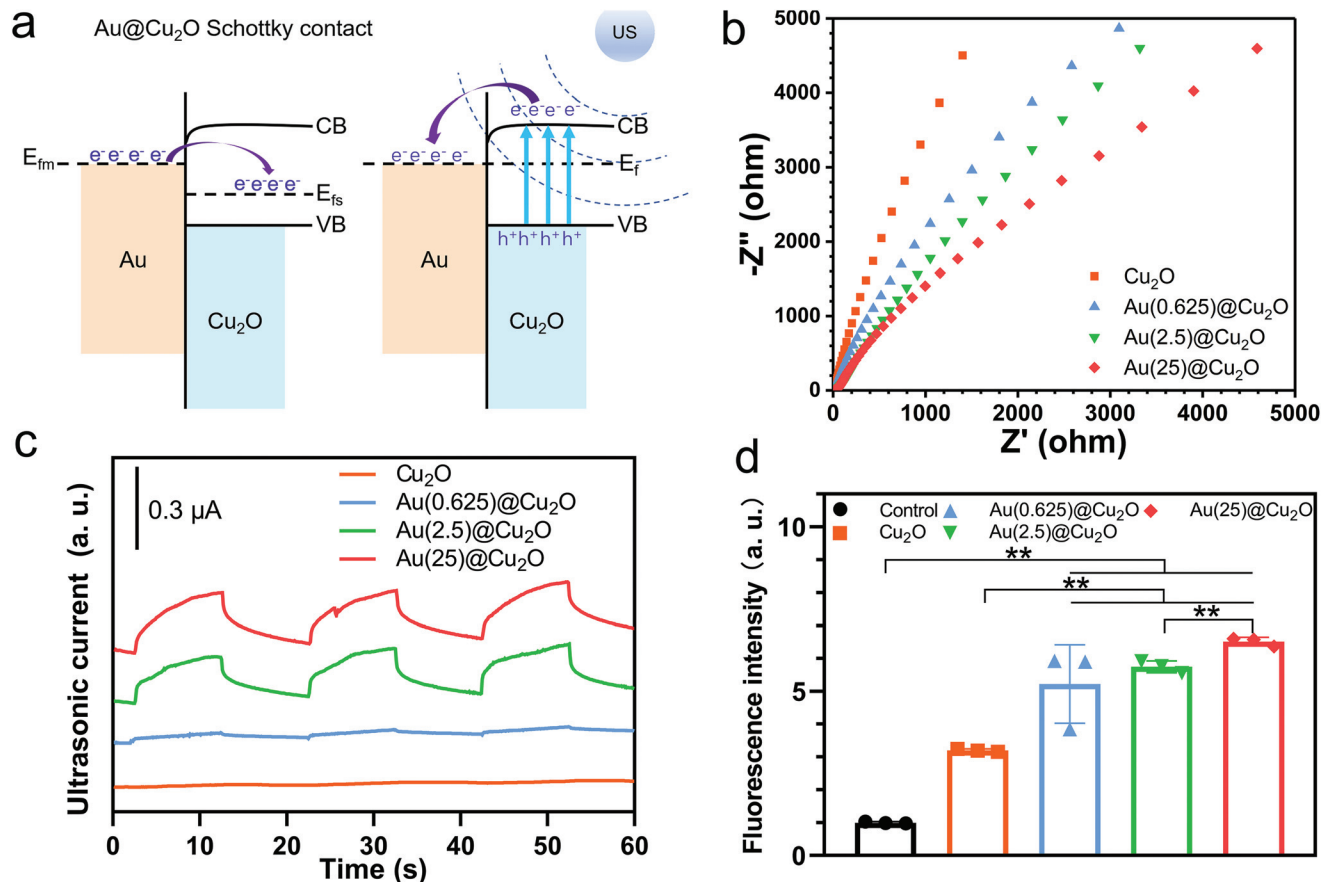 a
Au@Cu₂O Schottky contact
US
e⁻e⁻e⁻ e⁻
CB
CB
E_fm
e⁻e⁻e⁻ e⁻
e⁻e⁻ e⁻ e⁻
E_f
e⁻e⁻e⁻e⁻
E_fs
VB
VB
h⁺h⁺h⁺h⁺
Au
Au
Cu₂O
Cu₂O
b
5000
4000
3000
2000
1000
0
-Z" (ohm)
Cu₂O
Au(0.625)@Cu₂O
Au(2.5)@Cu₂O
Au(25)@Cu₂O
0 1000 2000 3000 4000 5000
Z' (ohm)
c
Ultrasonic current (a. u.)
0.3 µA
Cu₂O
Au(0.625)@Cu₂O
Au(2.5)@Cu₂O
Au(25)@Cu₂O
0 10 20 30 40 50 60
Time (s)
d
Fluorescence intensity (a. u.)
10
5
0
Control Au(0.625)@Cu₂O Au(25)@Cu₂O
Cu₂O Au(2.5)@Cu₂O
**
**
**